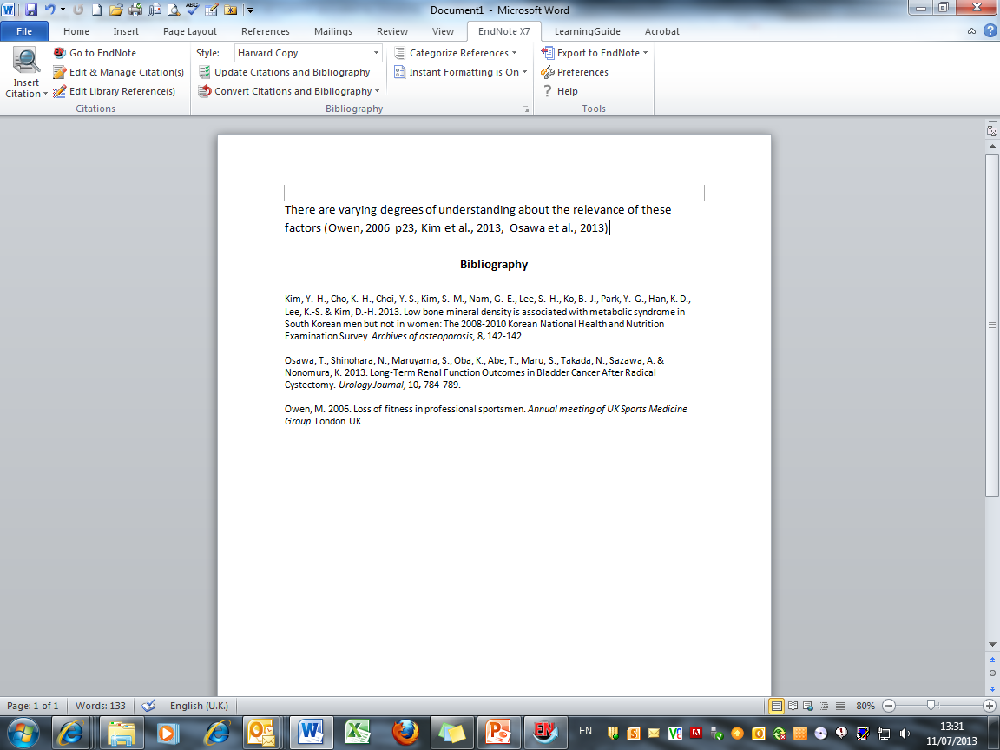 Document1 - Microsoft Word
File Home Insert Page Layout References Mailings Review View EndNote X7 LearningGuide Acrobat
Insert Citation
Go to EndNote
Edit & Manage Citation(s)
Edit Library Reference(s)
Citations
Style: Harvard Copy
Update Citations and Bibliography
Convert Citations and Bibliography
Categorize References
Instant Formatting is On
Bibliography
Export to EndNote
Preferences
Help
Tools
There are varying degrees of understanding about the relevance of these
factors (Owen, 2006 p23, Kim et al., 2013, Osawa et al., 2013)
Bibliography
Kim, Y.-H., Cho, K.-H., Choi, Y. S., Kim, S.-M., Nam, G.-E., Lee, S.-H., Ko, B.-J., Park, Y.-G., Han, K. D.,
Lee, K.-S. & Kim, D.-H. 2013. Low bone mineral density is associated with metabolic syndrome in
South Korean men but not in women: The 2008-2010 Korean National Health and Nutrition
Examination Survey. Archives of osteoporosis, 8, 142-142.
Osawa, T., Shinohara, N., Maruyama, S., Oba, K., Abe, T., Maru, S., Takada, N., Sazawa, A. &
Nonomura, K. 2013. Long-Term Renal Function Outcomes in Bladder Cancer After Radical
Cystectomy. Urology Journal, 10, 784-789.
Owen, M. 2006. Loss of fitness in professional sportsmen. Annual meeting of UK Sports Medicine
Group. London UK.
Page: 1 of 1 Words: 133 English (U.K.) 80%
EN 13:31
11/07/2013